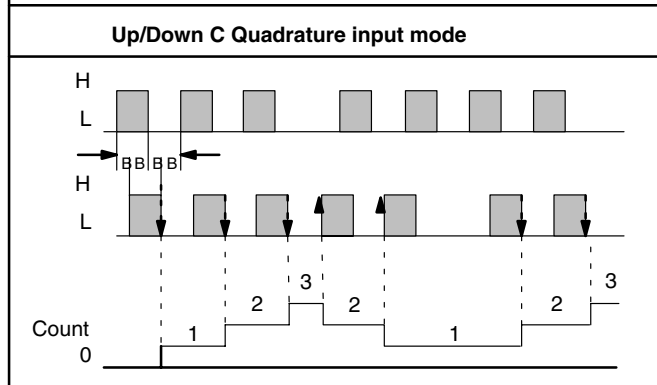 Up/Down C Quadrature input mode
H
L
B B B B
H
L
3 3
2 2 2
Count 1 1
0